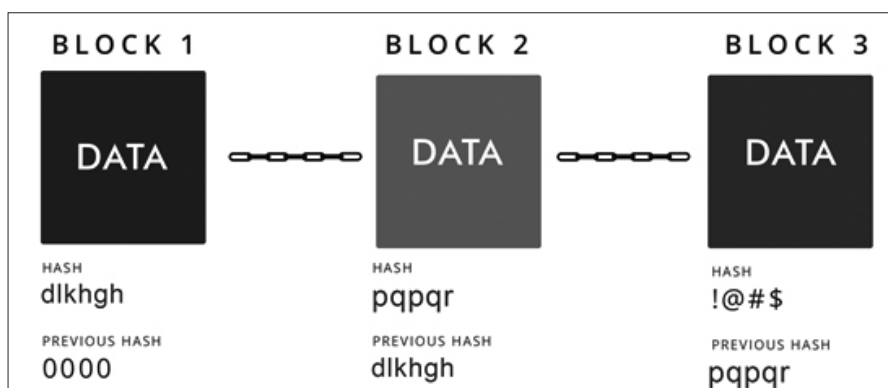 BLOCK 1
DATA
HASH
dlkhgh
PREVIOUS HASH
0000
BLOCK 2
DATA
HASH
pqpqr
PREVIOUS HASH
dlkhgh
BLOCK 3
DATA
HASH
!@#$
PREVIOUS HASH
pqpqr